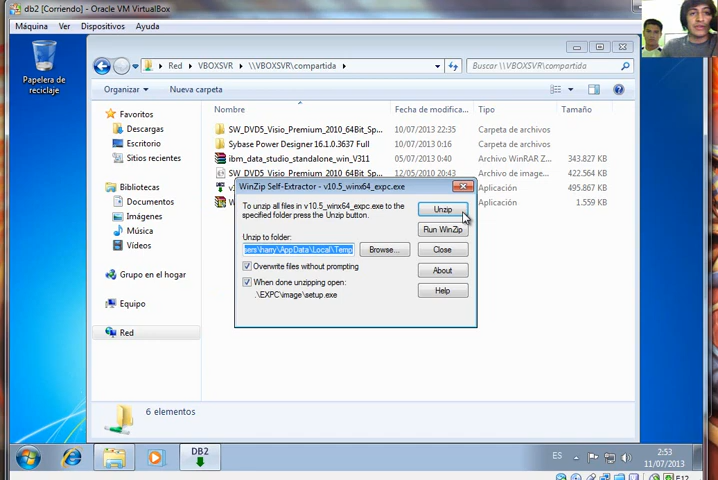 db2 [Corriendo] - Oracle VM VirtualBox
Máquina Ver Dispositivos Ayuda
Papelera de
reciclaje
Red VBOXSVR \\VBOXSVR\compartida
Buscar \\VBOXSVR\compartida
Organizar Nueva carpeta
Nombre Fecha de modifica... Tipo Tamaño
Favoritos
Descargas
Escritorio
Sitios recientes
Bibliotecas
Documentos
Imágenes
Música
Vídeos
Grupo en el hogar
Equipo
Red
SW_DVD5_Visio_Premium_2010_64Bit_Sp... 10/07/2013 22:35 Carpeta de archivos
Sybase Power Designer 16.1.0.3637 Full 10/07/2013 0:16 Carpeta de archivos
ibm_data_studio_standalone_win_V311 05/07/2013 0:40 Archivo WinRAR Z... 343.827 KB
SW_DVD5_Visio_Premium_2010_64Bit_Sp... 12/05/2010 20:43 Archivo de image... 422.564 KB
Aplicación 495.867 KB
Aplicación 1.559 KB
WinZip Self-Extractor - v10.5_winx64_expc.exe
To unzip all files in v10.5_winx64_expc.exe to the
specified folder press the Unzip button.
Unzip to folder:
sers\harry\AppData\Local\Temp
Browse...
Overwrite files without prompting
When done unzipping open:
.\EXPC\image\setup.exe
Unzip
Run WinZip
Close
About
Help
6 elementos
DB2
ES
2:53
11/07/2013